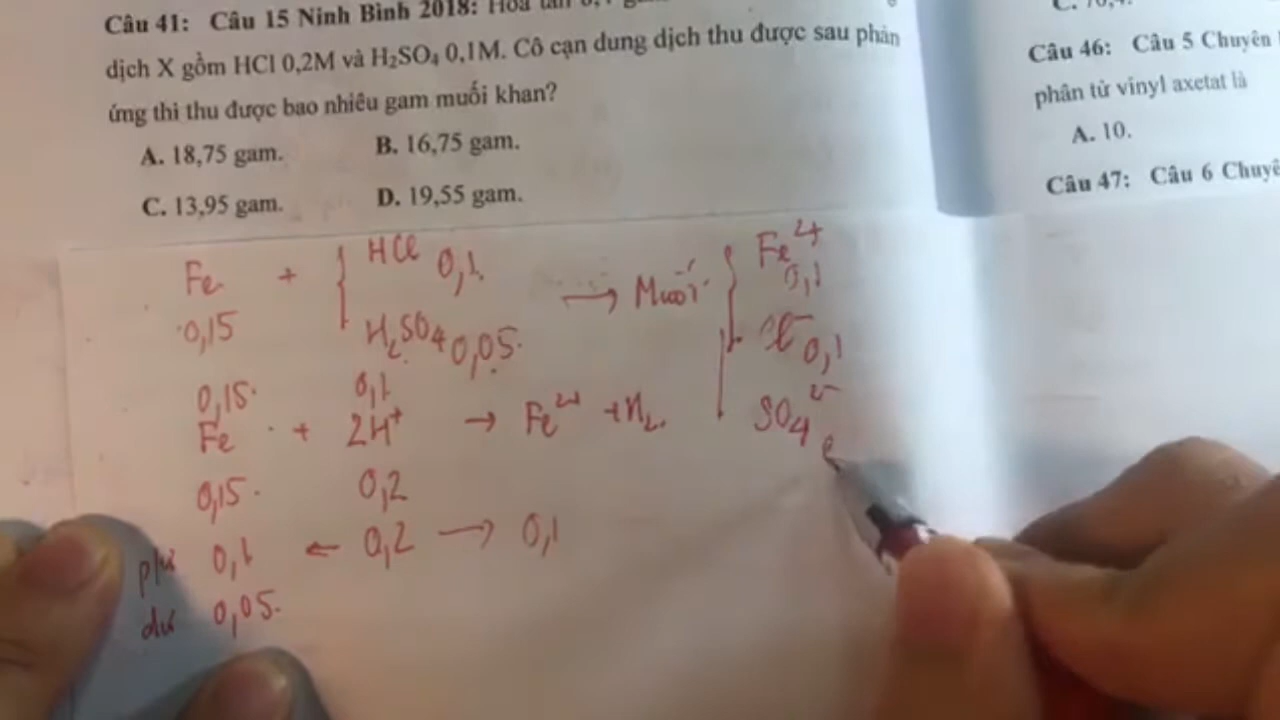 Câu 41: Câu 15 Ninh Bình 2018: Hòa tan
dịch X gồm HCl 0,2M và H₂SO₄ 0,1M. Cô cạn dung dịch thu được sau phản
ứng thì thu được bao nhiêu gam muối khan?
A. 18,75 gam.
B. 16,75 gam.
C. 13,95 gam.
D. 19,55 gam.
Câu 46: Câu 5 Chuyên
phân tử vinyl axetat là
A. 10.
Câu 47: Câu 6 Chuyê
Fe + { HCl 0,1 → Muối { Fe²⁺ 0,1
0,15 H₂SO₄ 0,05. Cl⁻ 0,1
SO₄²⁻
0,15. 0,1
Fe + 2H⁺ → Fe²⁺ + H₂.
0,15. 0,2
phư 0,1 ← 0,2 → 0,1
dư 0,05.